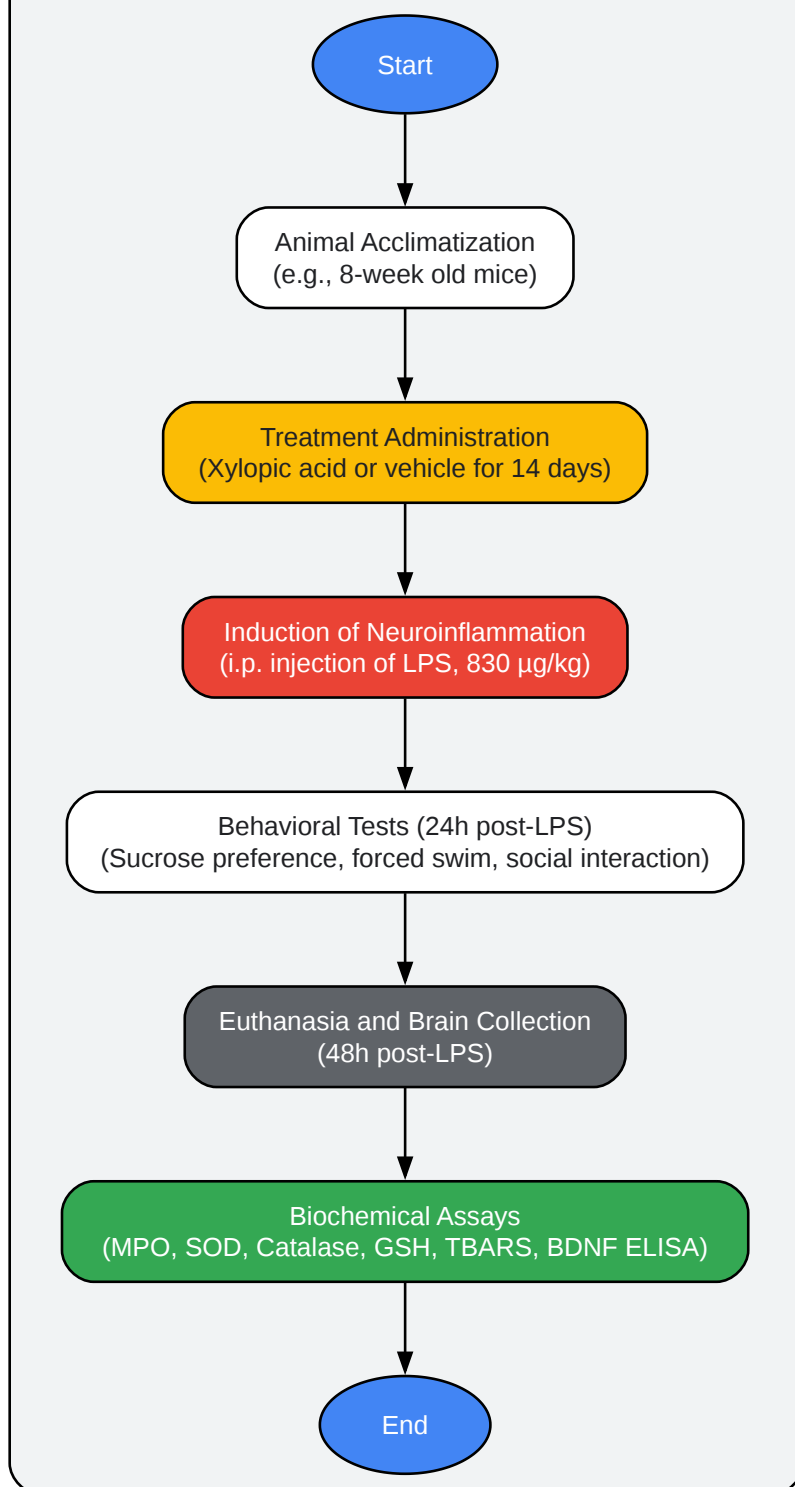 Start
Animal Acclimatization
(e.g., 8-week old mice)
Treatment Administration
(Xylopic acid or vehicle for 14 days)
Induction of Neuroinflammation
(i.p. injection of LPS, 830 µg/kg)
Behavioral Tests (24h post-LPS)
(Sucrose preference, forced swim, social interaction)
Euthanasia and Brain Collection
(48h post-LPS)
Biochemical Assays
(MPO, SOD, Catalase, GSH, TBARS, BDNF ELISA)
End